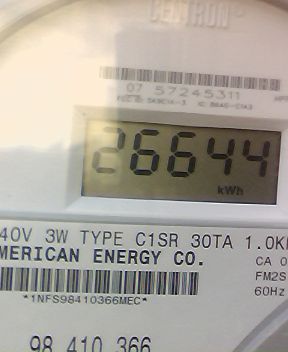 CENTRON
07 57245311
26644
kWh
40V 3W TYPE C1SR 30TA 1.0K
MERICAN ENERGY CO.
CA 0
FM2S
60Hz
*1NFS98410366MEC*
98 410 366